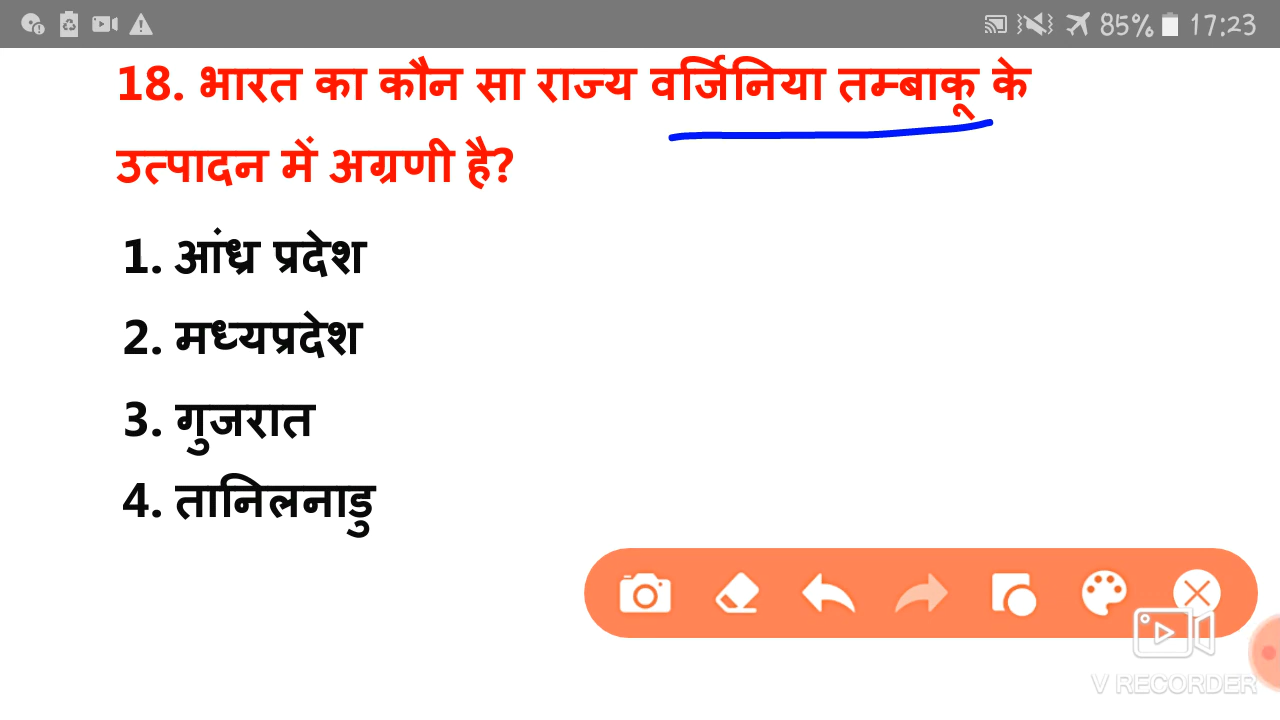 85% 17:23
18. भारत का कौन सा राज्य वर्जिनिया तम्बाकू के
उत्पादन में अग्रणी है?
1. आंध्र प्रदेश
2. मध्यप्रदेश
3. गुजरात
4. तानिलनाडु
V RECORDER